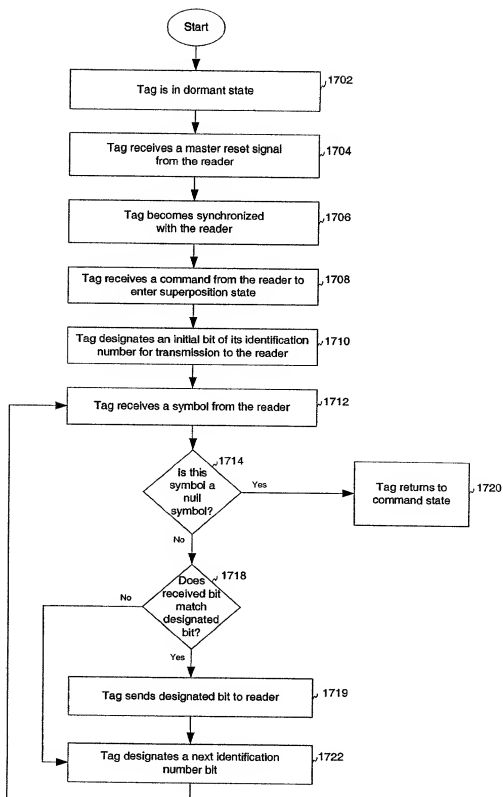 Start
Tag is in dormant state
1702
Tag receives a master reset signal
from the reader
1704
Tag becomes synchronized
with the reader
1706
Tag receives a command from the reader to
enter superposition state
1708
Tag designates an initial bit of its identification
number for transmission to the reader
1710
Tag receives a symbol from the reader
1712
Is this
symbol a
null
symbol?
1714
Yes
Tag returns to
command state
1720
No
Does
received bit
match
designated
bit?
1718
No
Yes
Tag sends designated bit to reader
1719
Tag designates a next identification
number bit
1722